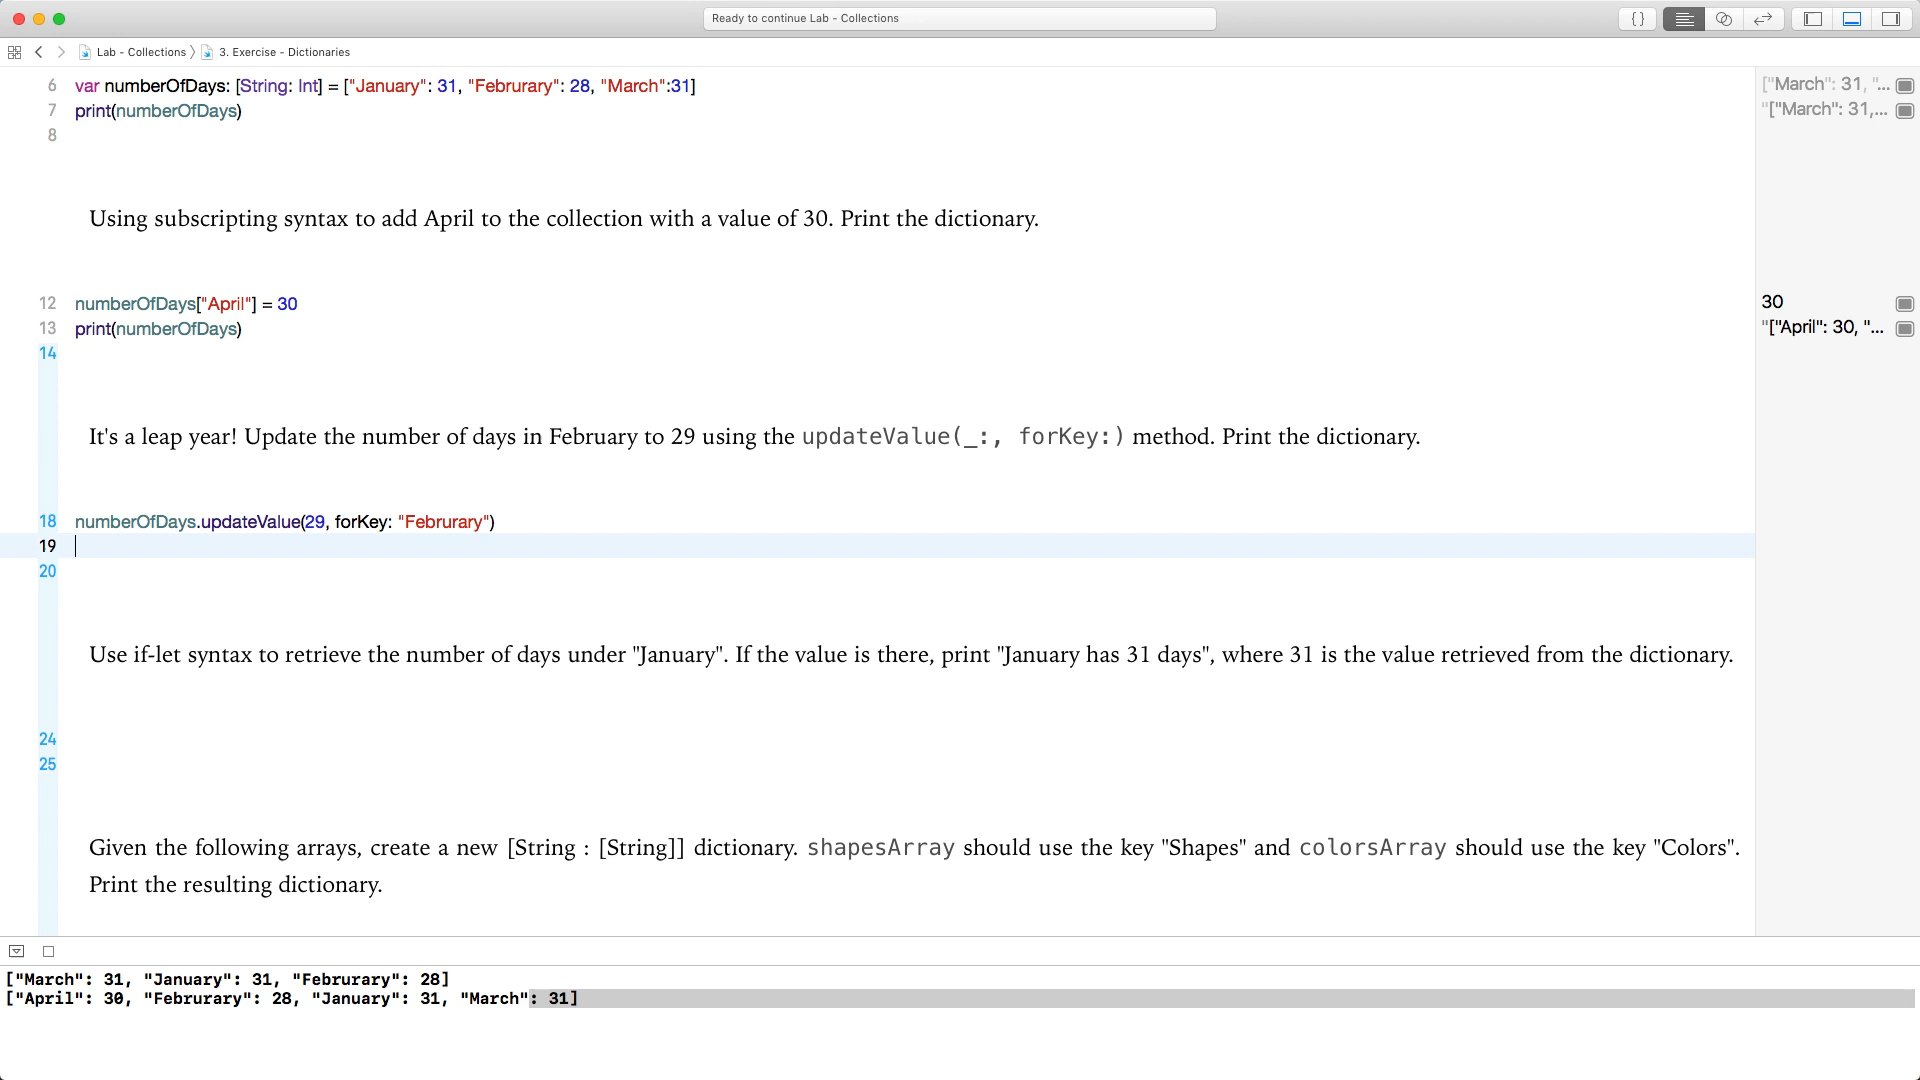 Ready to continue Lab - Collections
{ }
Lab - Collections 〉 3. Exercise - Dictionaries
6 var numberOfDays: [String: Int] = ["January": 31, "Februrary": 28, "March":31] ["March": 31, "...
7 print(numberOfDays) "["March": 31,...
8
Using subscripting syntax to add April to the collection with a value of 30. Print the dictionary.
12 numberOfDays["April"] = 30 30
13 print(numberOfDays) "["April": 30, "...
14
It's a leap year! Update the number of days in February to 29 using the updateValue(_:, forKey:) method. Print the dictionary.
18 numberOfDays.updateValue(29, forKey: "Februrary")
19
20
Use if-let syntax to retrieve the number of days under "January". If the value is there, print "January has 31 days", where 31 is the value retrieved from the dictionary.
24
25
Given the following arrays, create a new [String : [String]] dictionary. shapesArray should use the key "Shapes" and colorsArray should use the key "Colors".
Print the resulting dictionary.
["March": 31, "January": 31, "Februrary": 28]
["April": 30, "Februrary": 28, "January": 31, "March": 31]